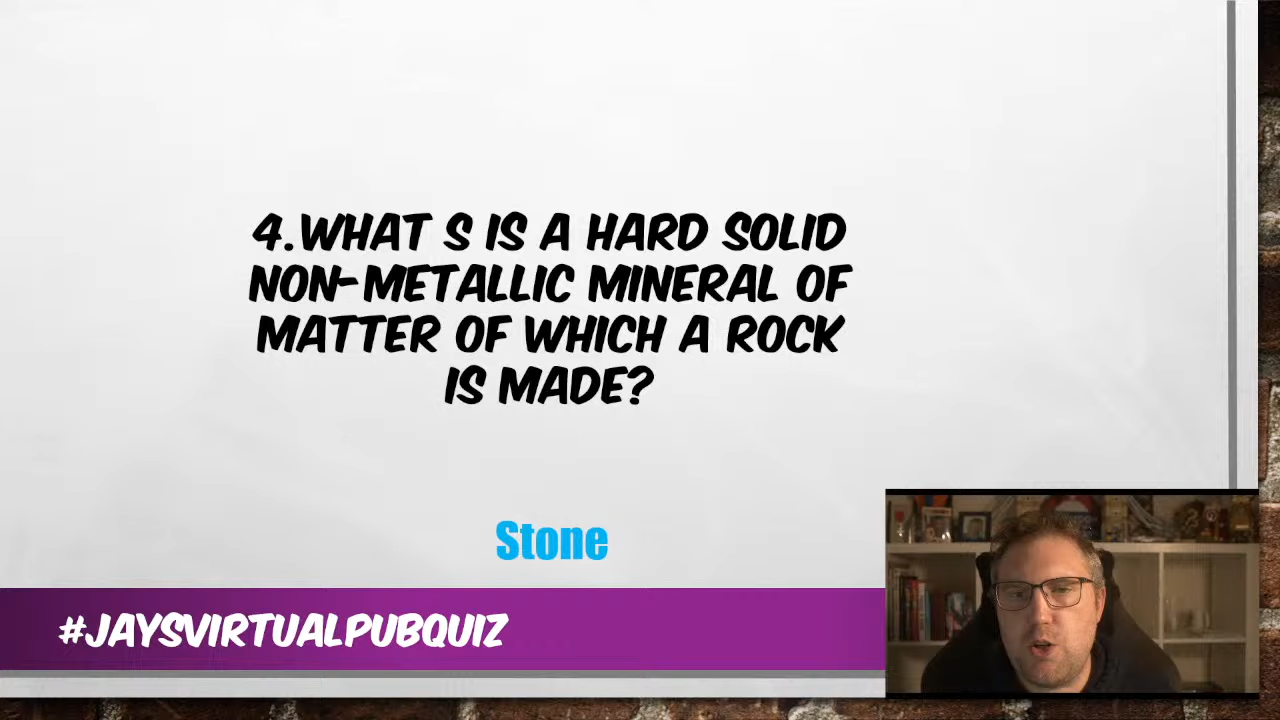 4.WHAT S IS A HARD SOLID
NON-METALLIC MINERAL OF
MATTER OF WHICH A ROCK
IS MADE?
Stone
#JAYSVIRTUALPUBQUIZ